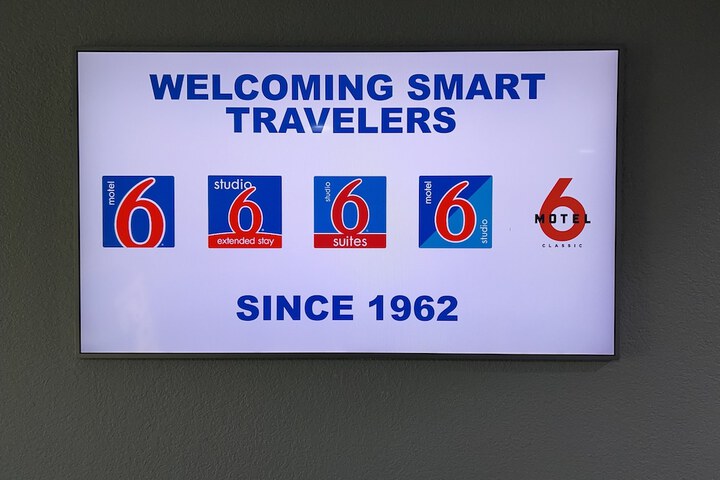 WELCOMING SMART
TRAVELERS
motel
6
studio
6
extended stay
studio
6
suites
motel
6
studio
6
MOTEL
CLASSIC
SINCE 1962